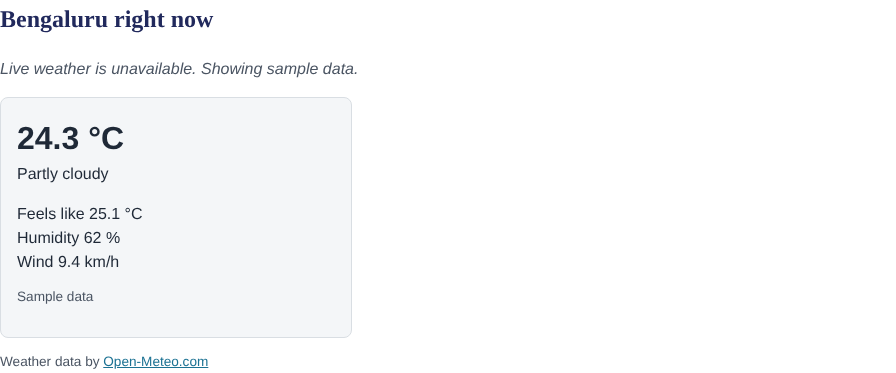 Bengaluru right now
Live weather is unavailable. Showing sample data.
24.3 °C
Partly cloudy
Feels like 25.1 °C
Humidity 62 %
Wind 9.4 km/h
Sample data
Weather data by Open-Meteo.com